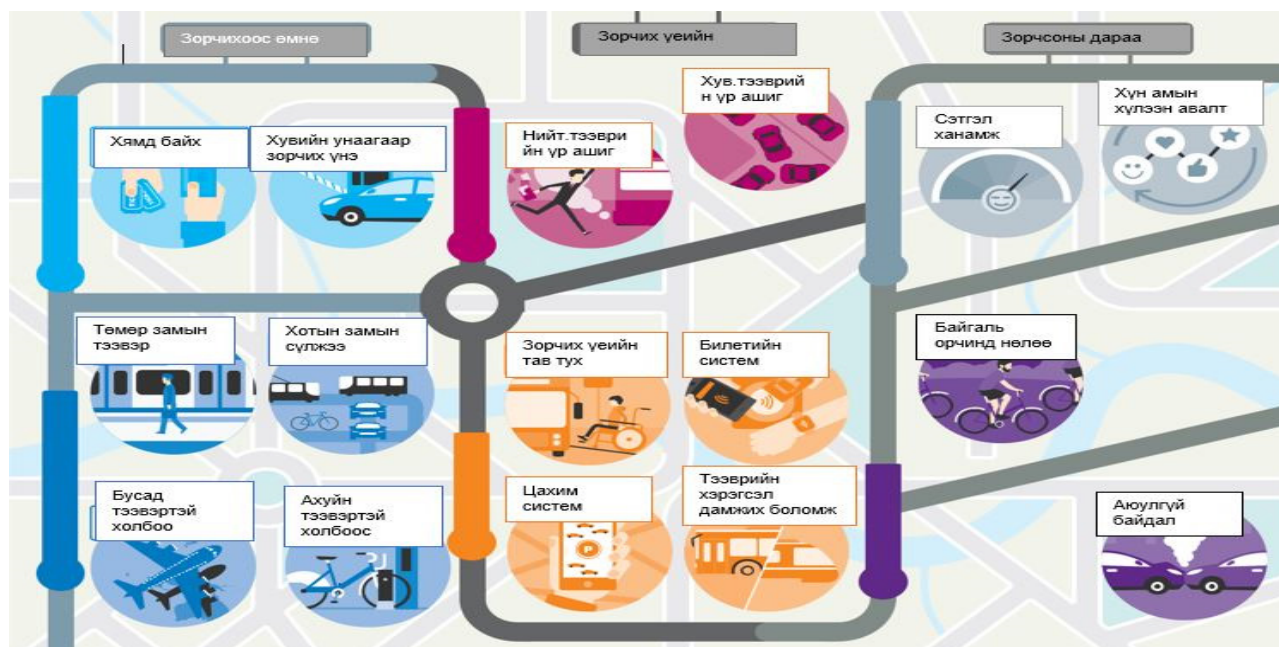 Зорчихоос өмнө
Зорчих үеийн
Зорчсоны дараа
Хямд байх
Хувийн унаагаар
зорчих үнэ
Нийт.тээври
йн үр ашиг
Хув.тээврий
н үр ашиг
Сэтгэл
ханамж
Хүн амын
хүлээн авалт
Төмөр замын
тээвэр
Хотын замын
сүлжээ
Зорчих үеийн
тав тух
Билетийн
систем
Байгаль
орчинд нөлөө
Бусад
тээвэртэй
холбоо
Ахуйн
тээвэртэй
холбоос
Цахим
систем
Тээврийн
хэрэгсэл
дамжих боломж
Аюулгүй
байдал